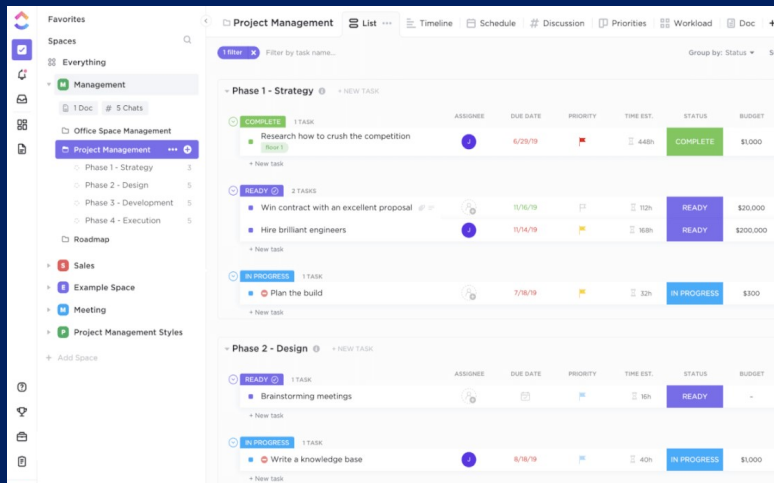 Favorites
Spaces
Everything
M Management
1 Doc # 5 Chats
Office Space Management
Project Management
Phase 1 - Strategy 3
Phase 2 - Design 5
Phase 3 - Development 5
Phase 4 - Execution 5
Roadmap
S Sales
E Example Space
M Meeting
P Project Management Styles
+ Add Space
Project Management List Timeline Schedule # Discussion Priorities Workload Doc +
1 filter x Filter by task name... Group by: Status
Phase 1 - Strategy + NEW TASK
COMPLETE 1 TASK ASSIGNEE DUE DATE PRIORITY TIME EST. STATUS BUDGET
Research how to crush the competition J 6/29/19 448h COMPLETE $1,000
+ New task
READY 2 TASKS
Win contract with an excellent proposal 11/16/19 112h READY $20,000
Hire brilliant engineers J 11/14/19 168h READY $200,000
+ New task
IN PROGRESS 1 TASK
Plan the build 7/18/19 32h IN PROGRESS $300
+ New task
Phase 2 - Design + NEW TASK
READY 1 TASK ASSIGNEE DUE DATE PRIORITY TIME EST. STATUS BUDGET
Brainstorming meetings 16h READY -
+ New task
IN PROGRESS 1 TASK
Write a knowledge base J 8/16/19 40h IN PROGRESS $1,000
+ New task